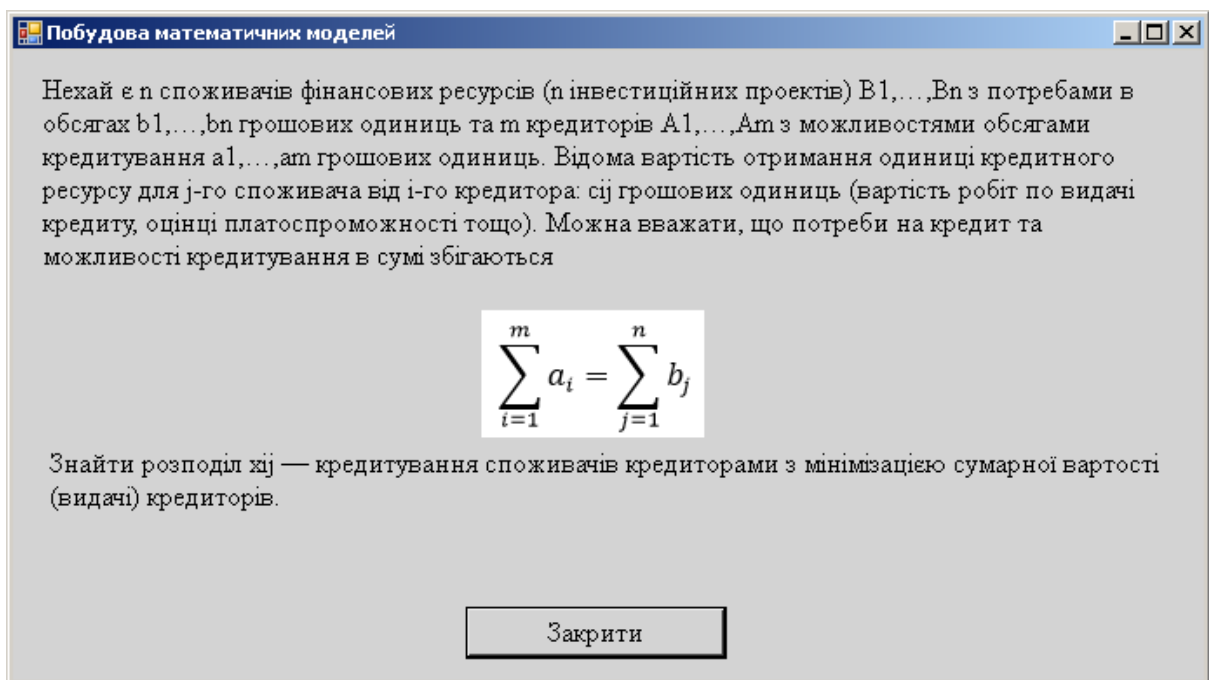 Побудова математичних моделей
Нехай є n споживачів фінансових ресурсів (n інвестиційних проектів) B1,…,Bn з потребами в
обсягах b1,…,bn грошових одиниць та m кредиторів A1,…,Am з можливостями обсягами
кредитування a1,…,am грошових одиниць. Відома вартість отримання одиниці кредитного
ресурсу для j-го споживача від i-го кредитора: cij грошових одиниць (вартість робіт по видачі
кредиту, оцінці платоспроможності тощо). Можна вважати, що потреби на кредит та
можливості кредитування в сумі збігаються
m n
∑ aᵢ = ∑ bⱼ
i=1 j=1
Знайти розподіл xij — кредитування споживачів кредиторами з мінімізацією сумарної вартості
(видачі) кредиторів.
Закрити